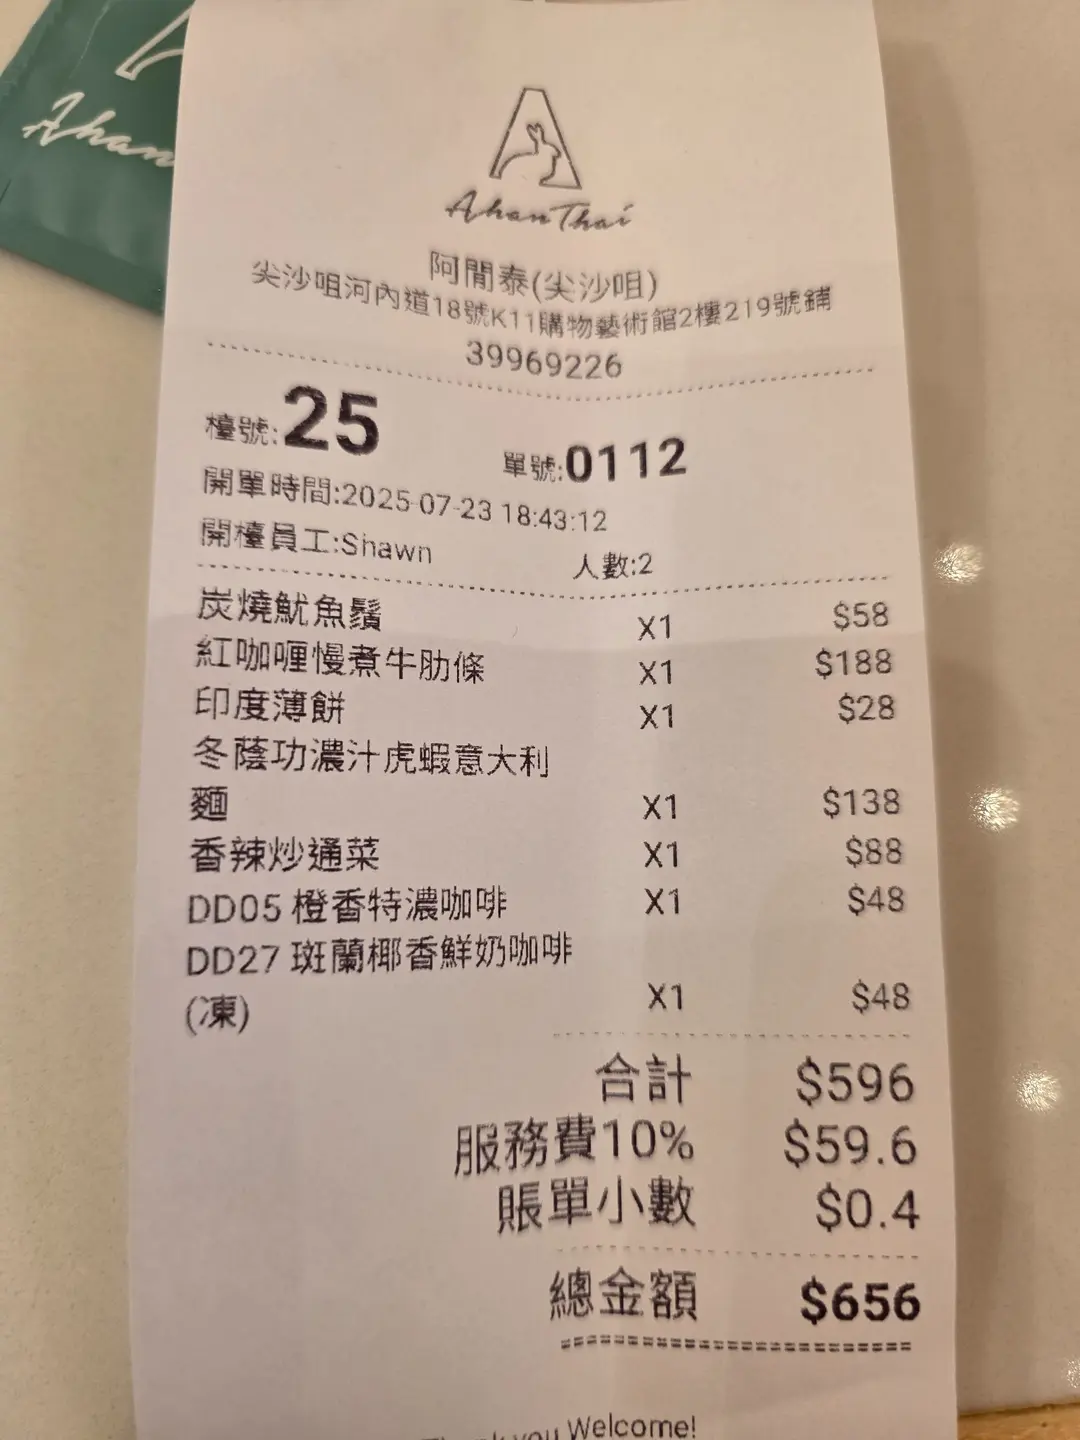 Ahan
AhanThai
阿閒泰(尖沙咀)
尖沙咀河內道18號K11購物藝術館2樓219號鋪
39969226
檯號:25 單號:0112
開單時間:2025-07-23 18:43:12
開檯員工:Shawn 人數:2
炭燒魷魚鬚 X1 $58
紅咖喱慢煮牛肋條 X1 $188
印度薄餅 X1 $28
冬蔭功濃汁虎蝦意大利
麵 X1 $138
香辣炒通菜 X1 $88
DD05 橙香特濃咖啡 X1 $48
DD27 斑蘭椰香鮮奶咖啡
(凍) X1 $48
合計 $596
服務費10% $59.6
賬單小數 $0.4
總金額 $656
you Welcome!